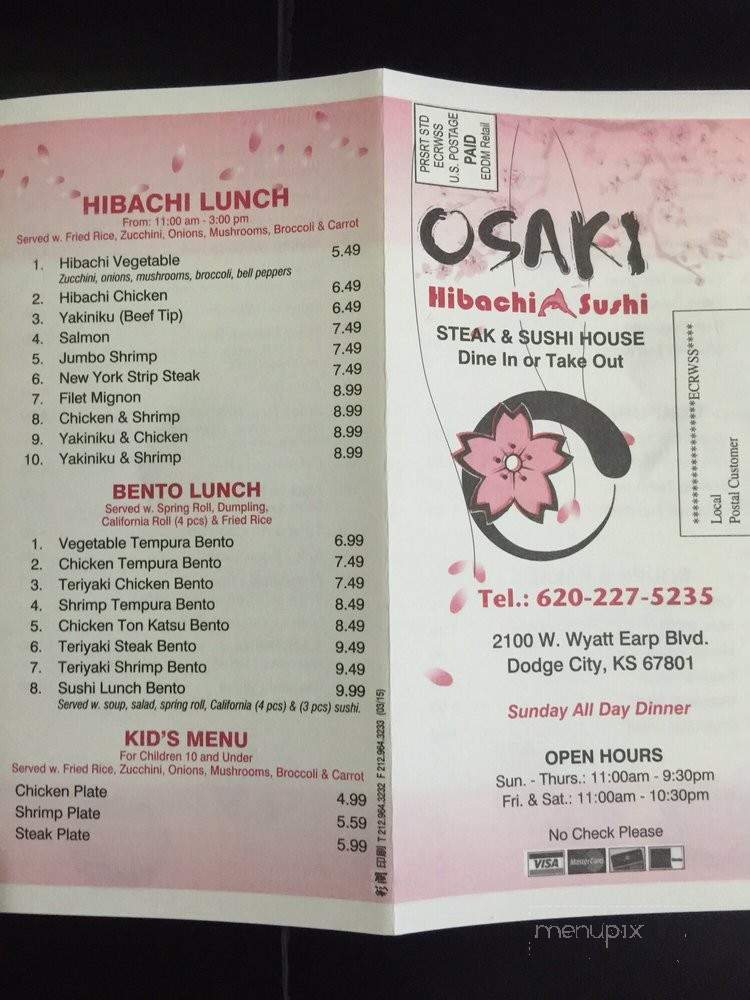 HIBACHI LUNCH
From: 11:00 am - 3:00 pm
Served w. Fried Rice, Zucchini, Onions, Mushrooms, Broccoli & Carrot
1. Hibachi Vegetable 5.49
Zucchini, onions, mushrooms, broccoli, bell peppers
2. Hibachi Chicken 6.49
3. Yakiniku (Beef Tip) 6.49
4. Salmon 7.49
5. Jumbo Shrimp 7.49
6. New York Strip Steak 7.49
7. Filet Mignon 8.99
8. Chicken & Shrimp 8.99
9. Yakiniku & Chicken 8.99
10. Yakiniku & Shrimp 8.99
BENTO LUNCH
Served w. Spring Roll, Dumpling,
California Roll (4 pcs) & Fried Rice
1. Vegetable Tempura Bento 6.99
2. Chicken Tempura Bento 7.49
3. Teriyaki Chicken Bento 7.49
4. Shrimp Tempura Bento 8.49
5. Chicken Ton Katsu Bento 8.49
6. Teriyaki Steak Bento 9.49
7. Teriyaki Shrimp Bento 9.49
8. Sushi Lunch Bento 9.99
Served w. soup, salad, spring roll, California (4 pcs) & (3 pcs) sushi.
KID'S MENU
For Children 10 and Under
Served w. Fried Rice, Zucchini, Onions, Mushrooms, Broccoli & Carrot
Chicken Plate 4.99
Shrimp Plate 5.59
Steak Plate 5.99
印刷 T 212.964.3232 F 212.964.3233 (03/15)
PRSRT STD
ECRWSS
U.S. POSTAGE
PAID
EDDM Retail
OSAKI
Hibachi Sushi
STEAK & SUSHI HOUSE
Dine In or Take Out
*******************ECRWSS****
Local
Postal Customer
Tel.: 620-227-5235
2100 W. Wyatt Earp Blvd.
Dodge City, KS 67801
Sunday All Day Dinner
OPEN HOURS
Sun. - Thurs.: 11:00am - 9:30pm
Fri. & Sat.: 11:00am - 10:30pm
No Check Please
VISA MasterCard
menupix